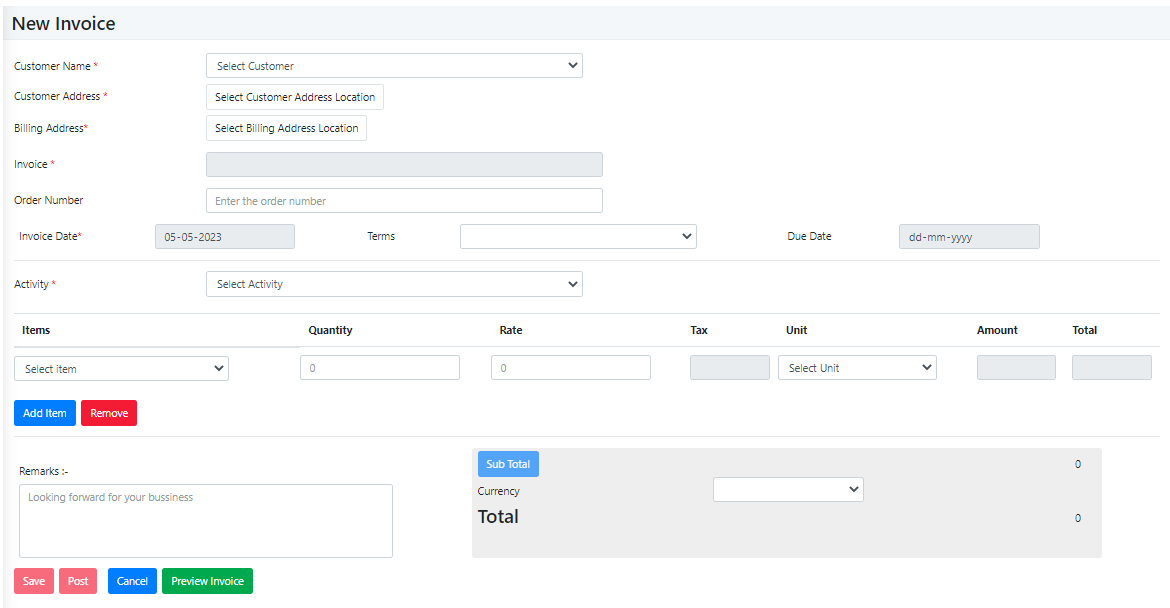 New Invoice
Customer Name * Select Customer
Customer Address * Select Customer Address Location
Billing Address* Select Billing Address Location
Invoice *
Order Number Enter the order number
Invoice Date* 05-05-2023 Terms Due Date dd-mm-yyyy
Activity * Select Activity
Items Quantity Rate Tax Unit Amount Total
Select item 0 0 Select Unit
Add Item Remove
Sub Total 0
Remarks :-
Currency
Looking forward for your bussiness
Total 0
Save Post Cancel Preview Invoice